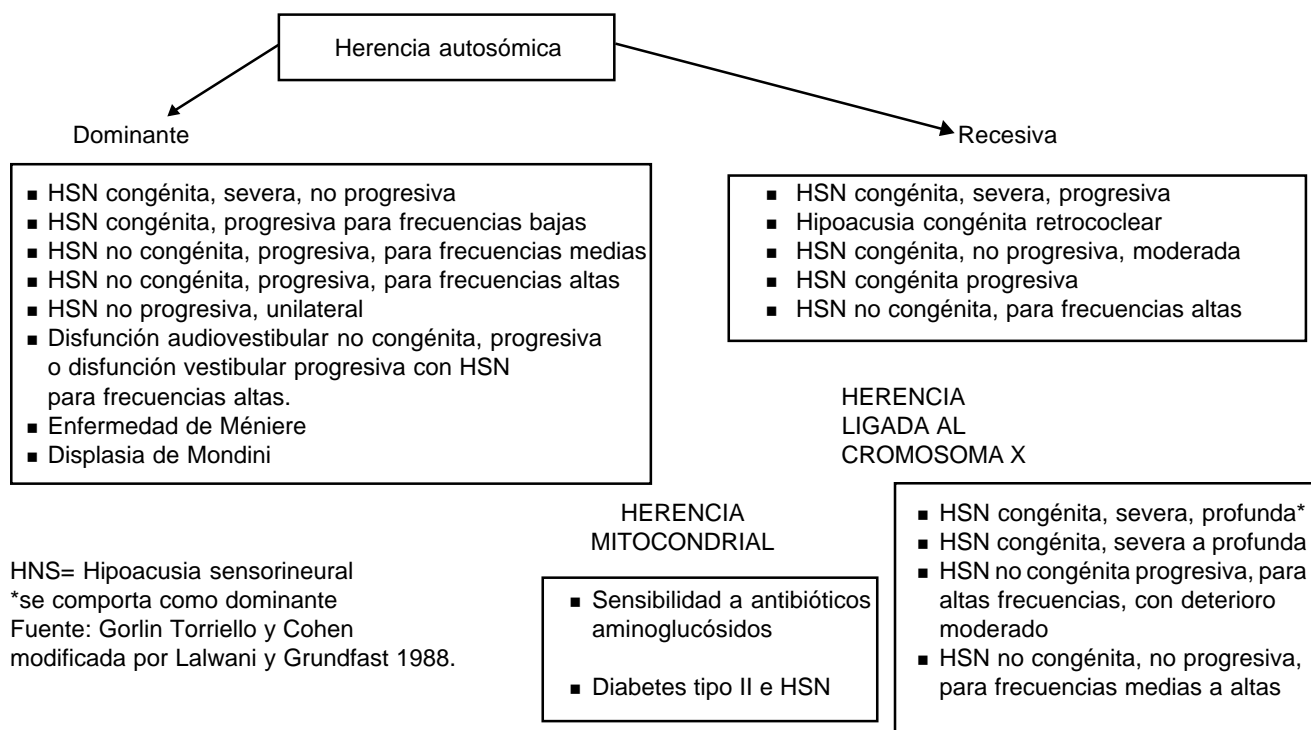 Herencia autosómica
Dominante
■ HSN congénita, severa, no progresiva
■ HSN congénita, progresiva para frecuencias bajas
■ HSN no congénita, progresiva, para frecuencias medias
■ HSN no congénita, progresiva, para frecuencias altas
■ HSN no progresiva, unilateral
■ Disfunción audiovestibular no congénita, progresiva
o disfunción vestibular progresiva con HSN
para frecuencias altas.
■ Enfermedad de Méniere
■ Displasia de Mondini
Recesiva
■ HSN congénita, severa, progresiva
■ Hipoacusia congénita retrococlear
■ HSN congénita, no progresiva, moderada
■ HSN congénita progresiva
■ HSN no congénita, para frecuencias altas
HERENCIA
LIGADA AL
CROMOSOMA X
■ HSN congénita, severa, profunda*
■ HSN congénita, severa a profunda
■ HSN no congénita progresiva, para
altas frecuencias, con deterioro
moderado
■ HSN no congénita, no progresiva,
para frecuencias medias a altas
HERENCIA
MITOCONDRIAL
■ Sensibilidad a antibióticos
aminoglucósidos
■ Diabetes tipo II e HSN
HNS= Hipoacusia sensorineural
*se comporta como dominante
Fuente: Gorlin Torriello y Cohen
modificada por Lalwani y Grundfast 1988.